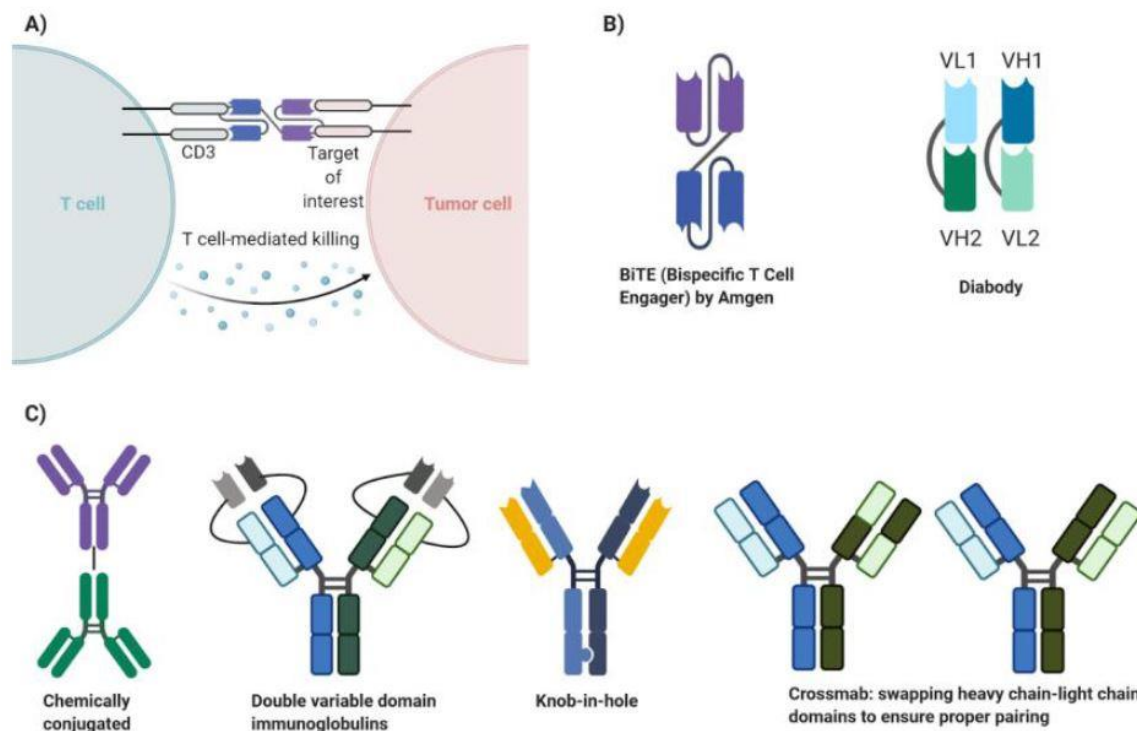 A)
CD3
Target
of
interest
T cell
Tumor cell
T cell-mediated killing
B)
VL1 VH1
VH2 VL2
BiTE (Bispecific T Cell
Engager) by Amgen
Diabody
C)
Chemically
conjugated
Double variable domain
immunoglobulins
Knob-in-hole
Crossmab: swapping heavy chain-light chain
domains to ensure proper pairing